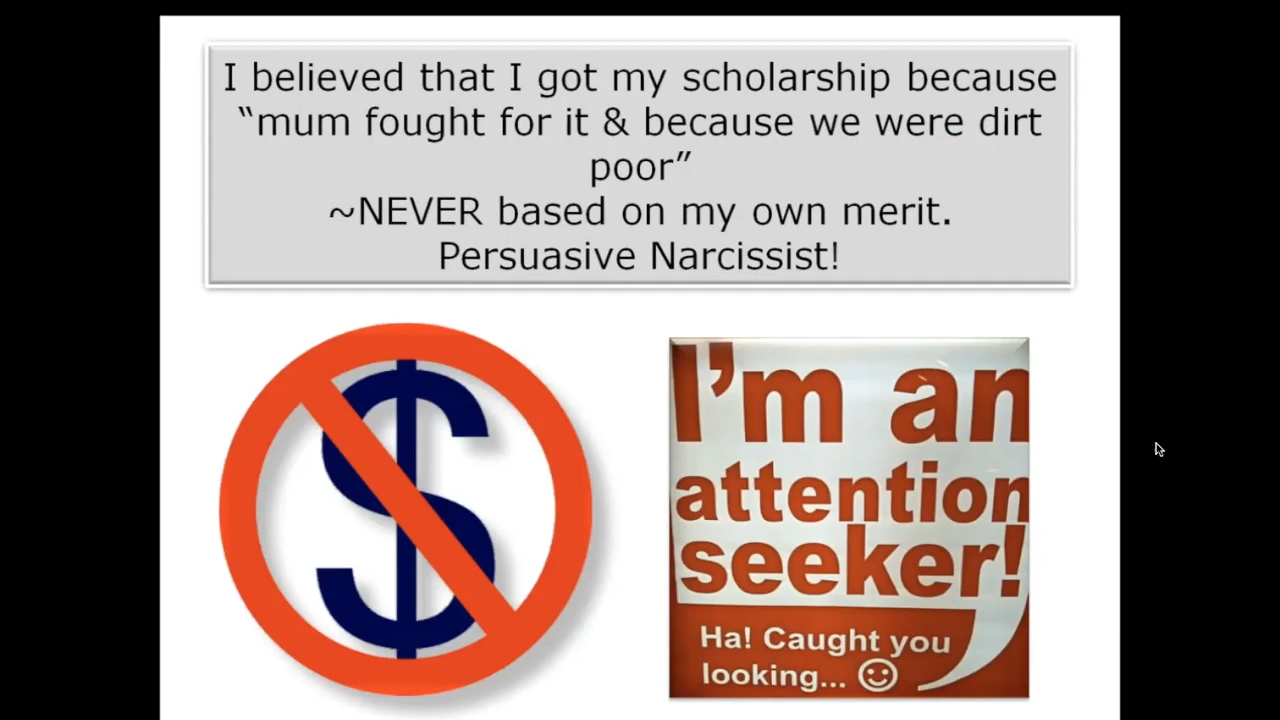 I believed that I got my scholarship because
“mum fought for it & because we were dirt
poor”
~NEVER based on my own merit.
Persuasive Narcissist!
$
I’m an
attention
seeker!
Ha! Caught you
looking... ☺